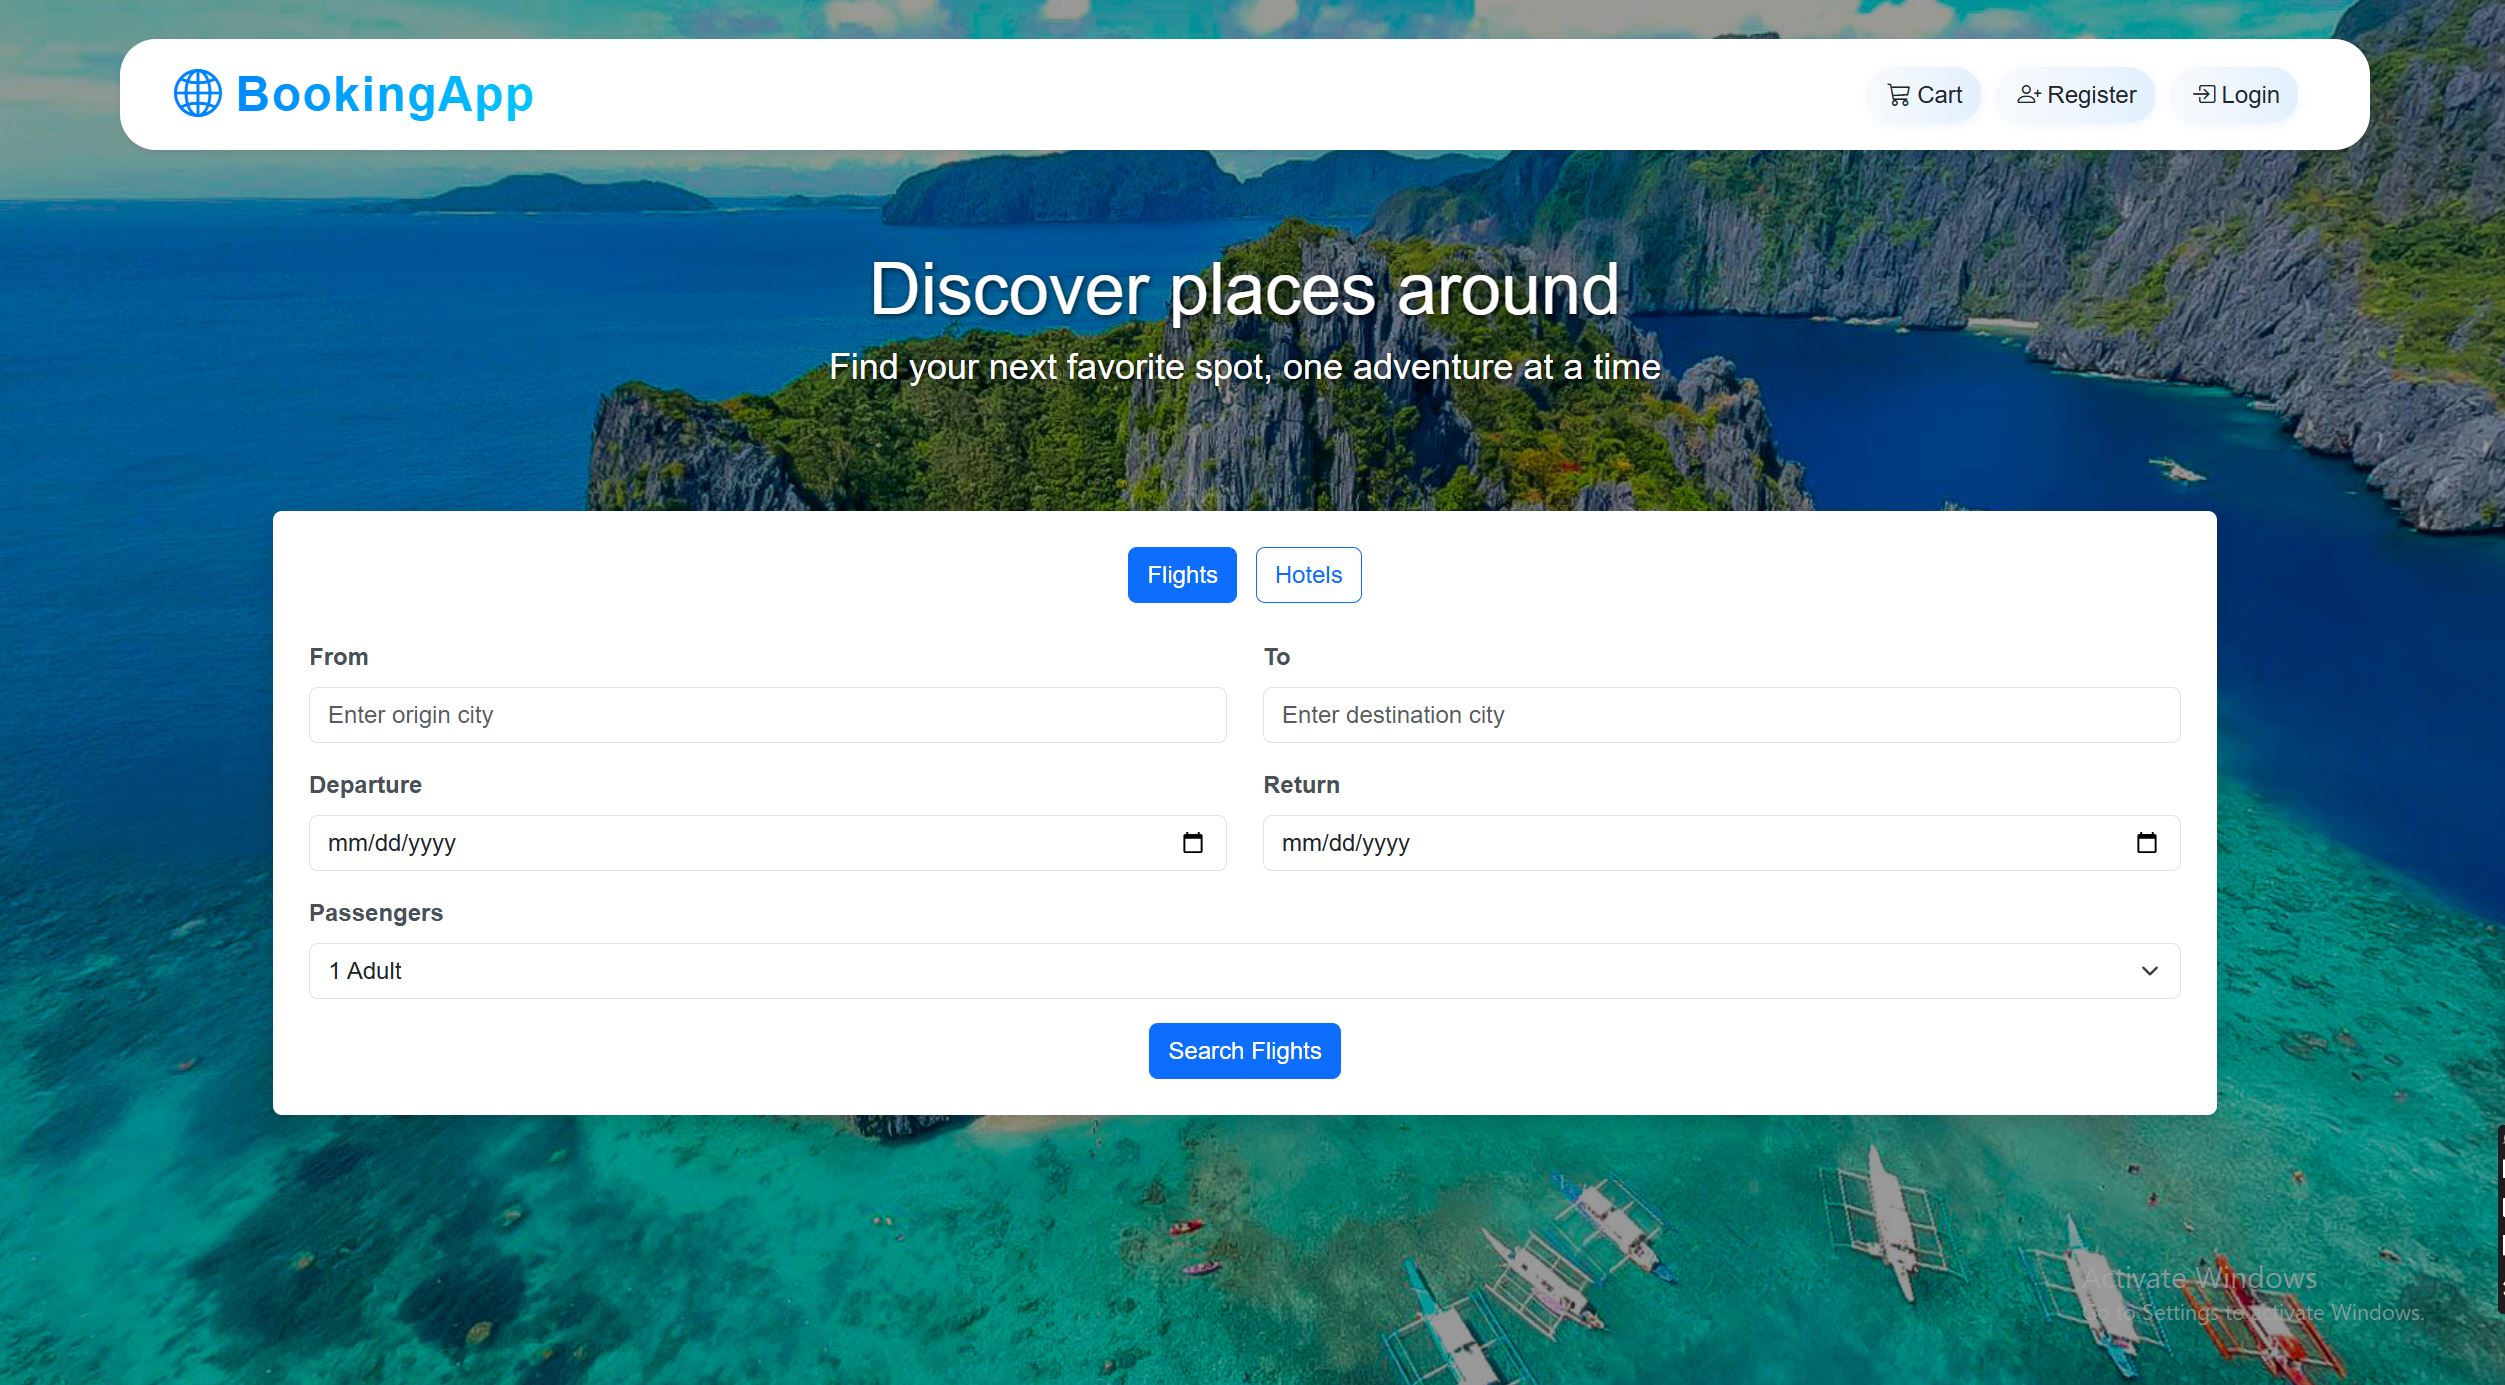 BookingApp
Cart
Register
Login
Discover places around
Find your next favorite spot, one adventure at a time
Flights
Hotels
From
To
Enter origin city
Enter destination city
Departure
Return
mm/dd/yyyy
mm/dd/yyyy
Passengers
1 Adult
Search Flights
Activate Windows
Go to Settings to activate Windows.